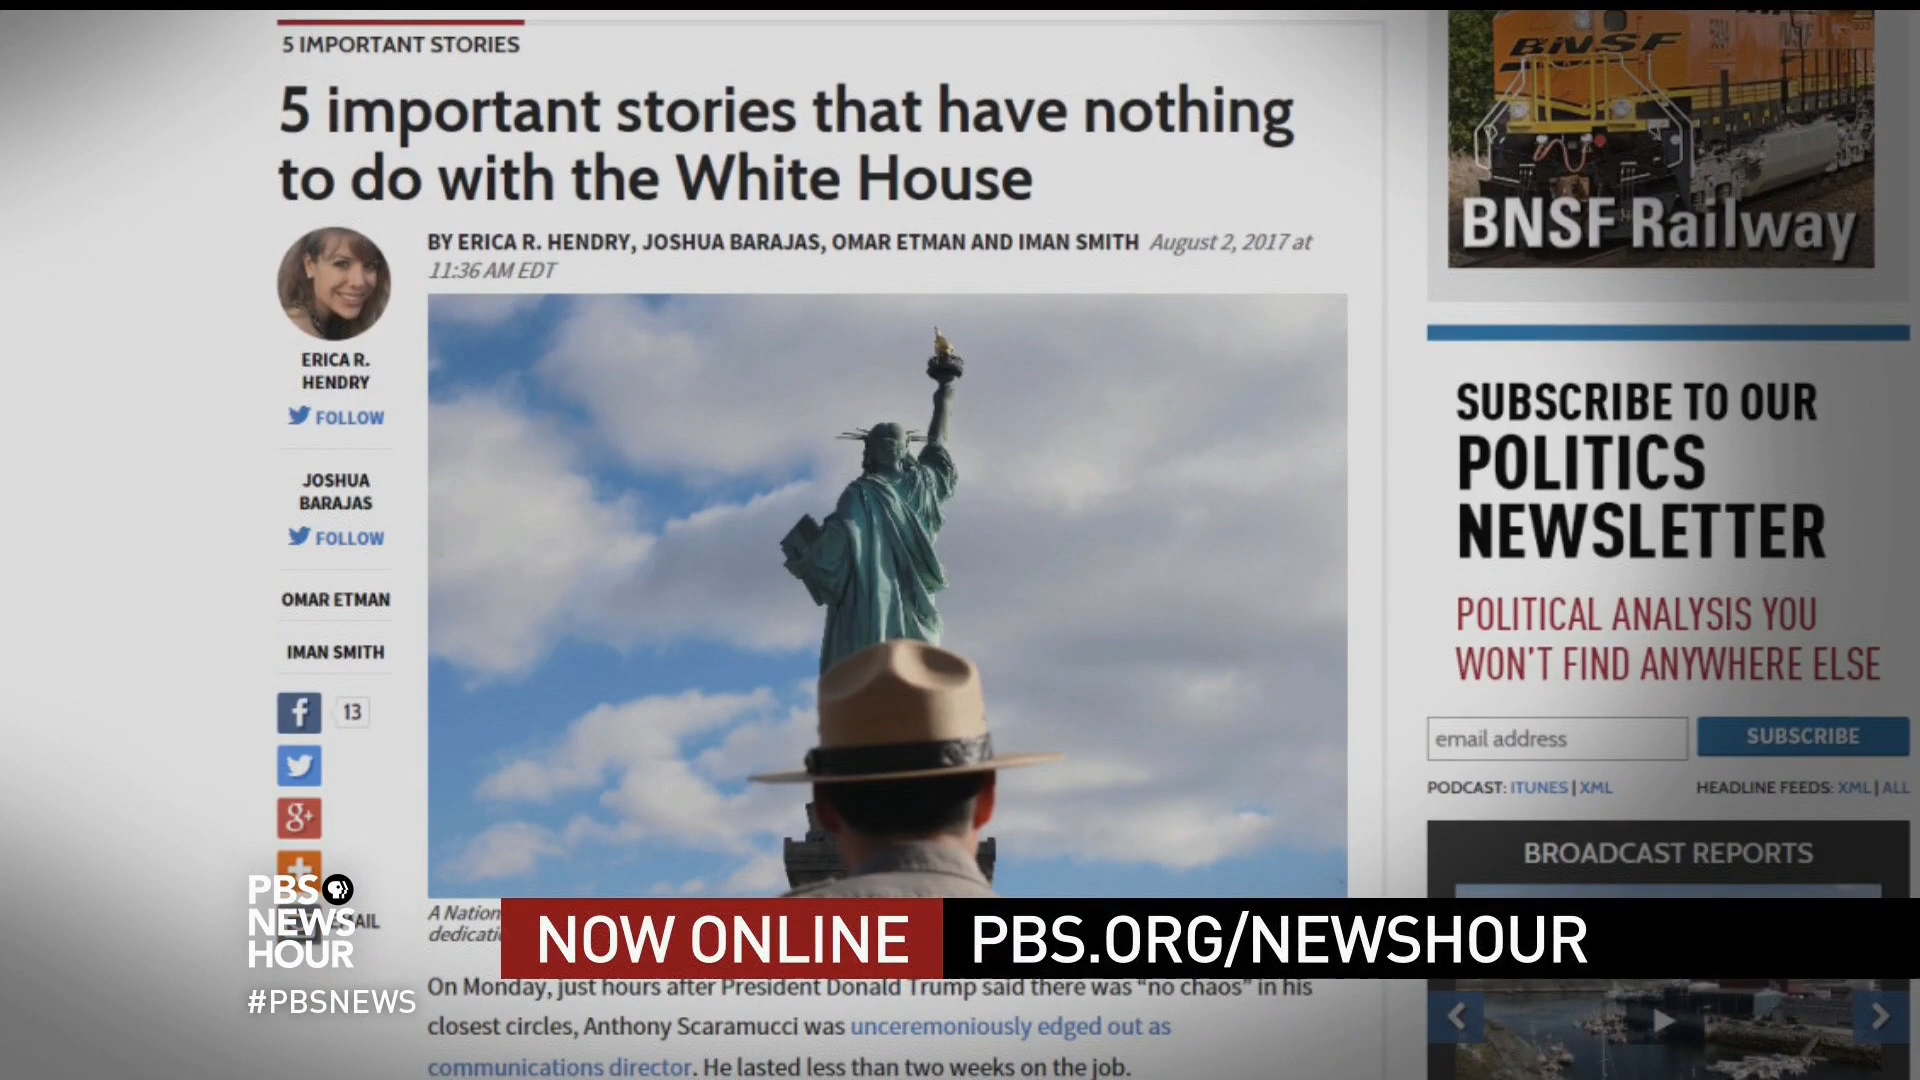 5 IMPORTANT STORIES
5 important stories that have nothing
to do with the White House
BY ERICA R. HENDRY, JOSHUA BARAJAS, OMAR ETMAN AND IMAN SMITH August 2, 2017 at
11:36 AM EDT
ERICA R.
HENDRY
FOLLOW
JOSHUA
BARAJAS
FOLLOW
OMAR ETMAN
IMAN SMITH
f 13
g+
A Nation
dedicati
On Monday, just hours after President Donald Trump said there was "no chaos" in his
closest circles, Anthony Scaramucci was unceremoniously edged out as
communications director. He lasted less than two weeks on the job.
BNSF
5894
BNSF Railway
SUBSCRIBE TO OUR
POLITICS
NEWSLETTER
POLITICAL ANALYSIS YOU
WON'T FIND ANYWHERE ELSE
email address
SUBSCRIBE
PODCAST: ITUNES | XML
HEADLINE FEEDS: XML | ALL
BROADCAST REPORTS
PBS
NEWS
HOUR
#PBSNEWS
NOW ONLINE PBS.ORG/NEWSHOUR